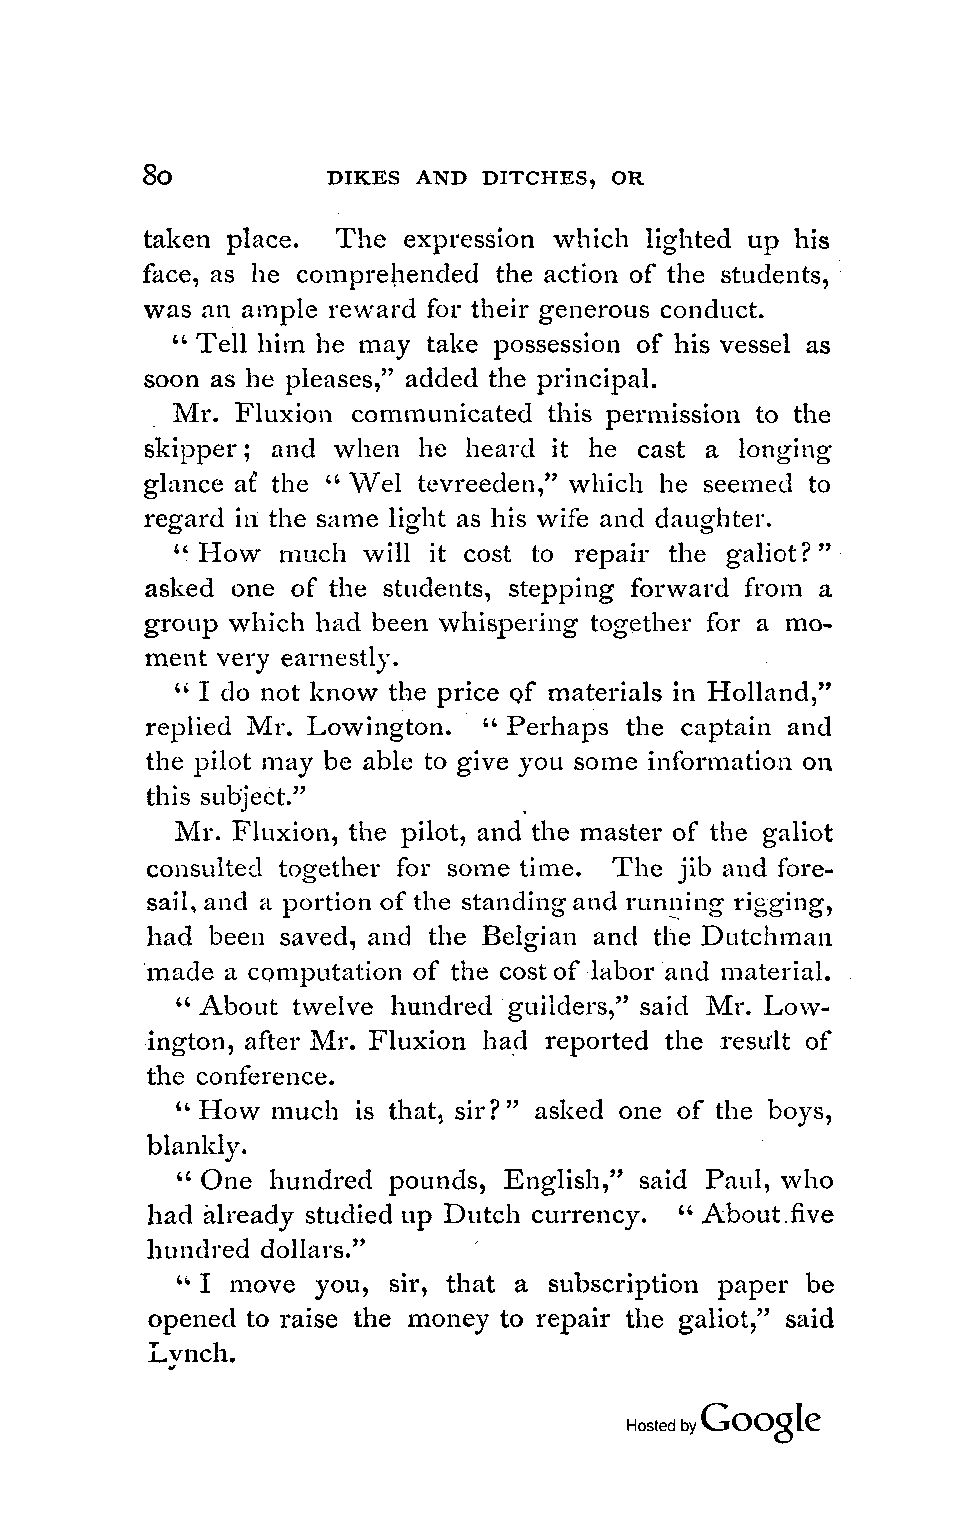 80 DIKES AND DITCHES, OR
taken place. The expression which lighted up his
face, as he comprehended the action of the students,
was an ample reward for their generous conduct.
“ Tell him he may take possession of his vessel as
soon as he pleases,” added the principal.
Mr. Fluxion communicated this permission to the
skipper; and when he heard it he cast a longing
glance at the “ Wel tevreeden,” which he seemed to
regard in the same light as his wife and daughter.
“ How much will it cost to repair the galiot? ”
asked one of the students, stepping forward from a
group which had been whispering together for a mo-
ment very earnestly.
“ I do not know the price of materials in Holland,”
replied Mr. Lowington. “ Perhaps the captain and
the pilot may be able to give you some information on
this subject.”
Mr. Fluxion, the pilot, and the master of the galiot
consulted together for some time. The jib and fore-
sail, and a portion of the standing and running rigging,
had been saved, and the Belgian and the Dutchman
made a computation of the cost of labor and material.
“ About twelve hundred guilders,” said Mr. Low-
ington, after Mr. Fluxion had reported the result of
the conference.
“ How much is that, sir? ” asked one of the boys,
blankly.
“ One hundred pounds, English,” said Paul, who
had already studied up Dutch currency. “ About five
hundred dollars.”
“ I move you, sir, that a subscription paper be
opened to raise the money to repair the galiot,” said
Lynch.
Hosted by Google